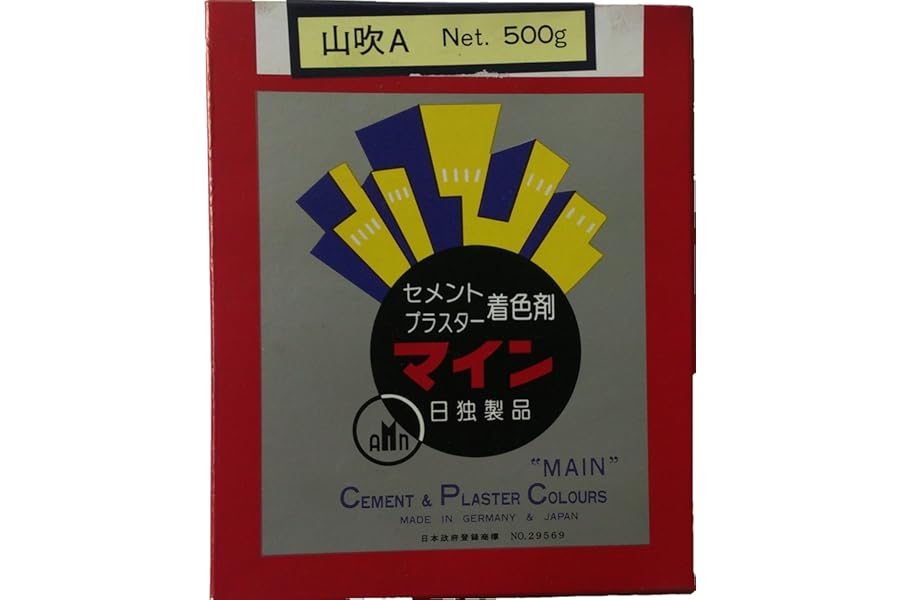 山吹A Net. 500g
セメント
プラスター 着色剤
マイン
日独製品
AMN
"MAIN"
CEMENT & PLASTER COLOURS
MADE IN GERMANY & JAPAN
日本政府登録商標 NO.29569